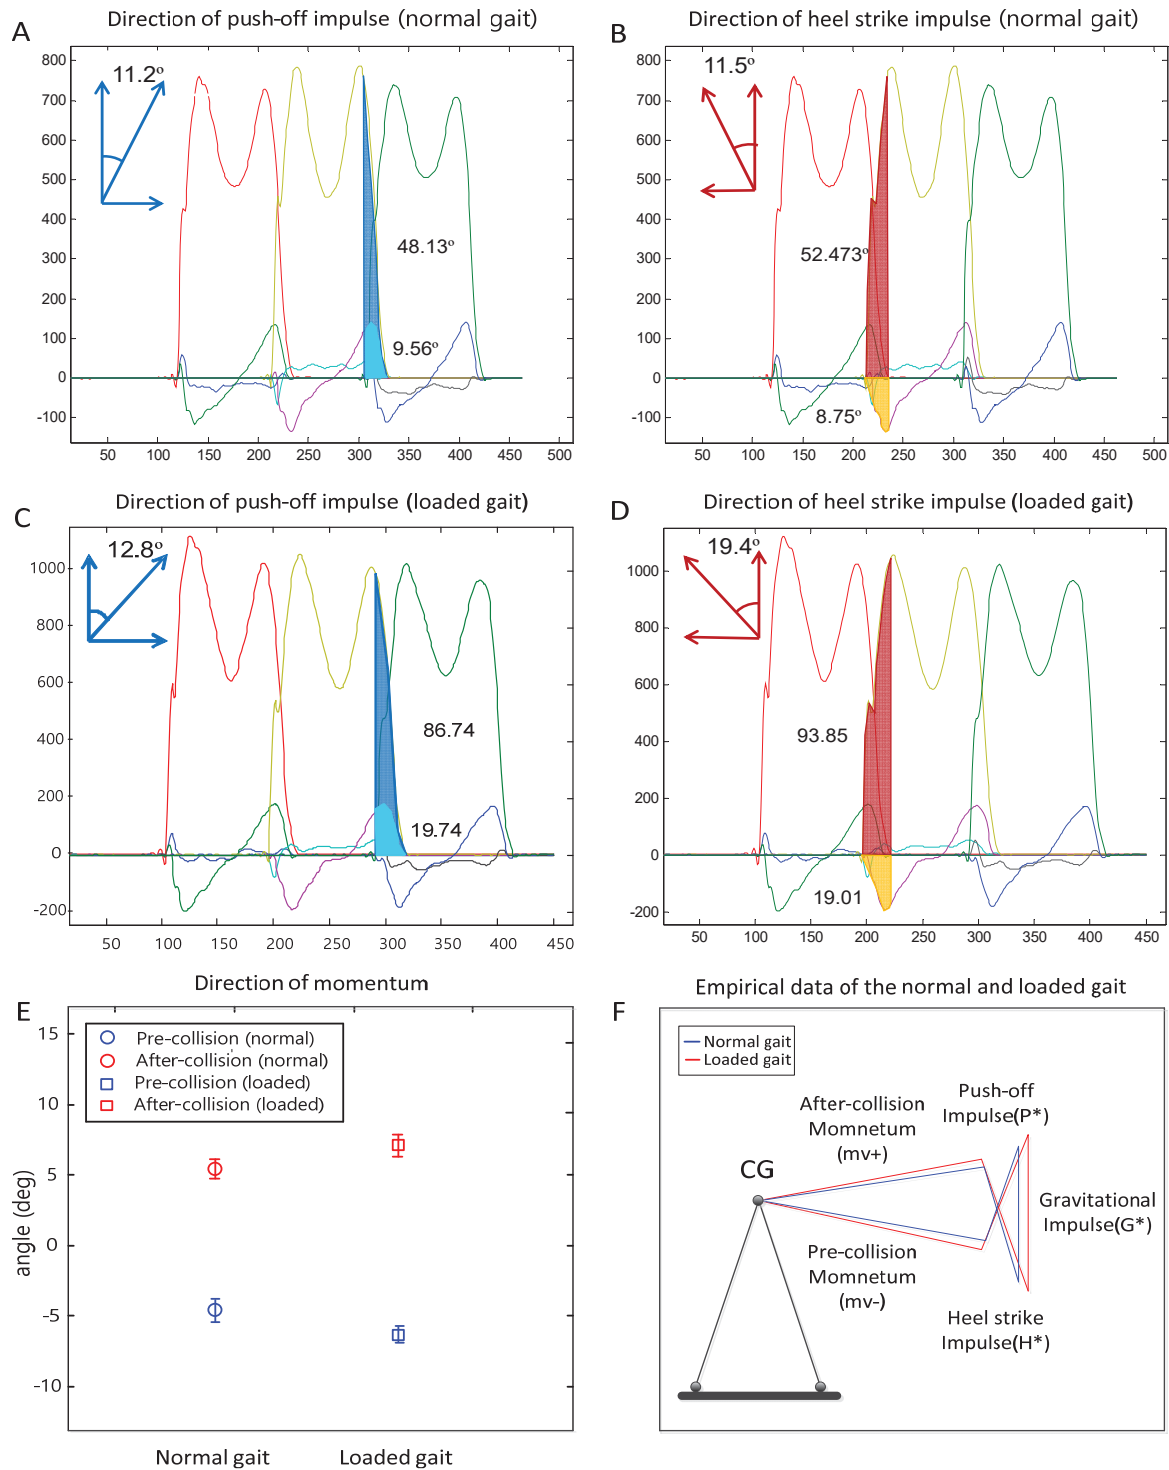 A
Direction of push-off impulse (normal gait)
800
700
600
500
400
300
200
100
0
-100
50
100
150
200
250
300
350
400
450
500
11.2º
48.13º
9.56º
B
Direction of heel strike impulse (normal gait)
800
700
600
500
400
300
200
100
0
-100
50
100
150
200
250
300
350
400
450
500
11.5º
52.473º
8.75º
C
Direction of push-off impulse (loaded gait)
1000
800
600
400
200
0
-200
50
100
150
200
250
300
350
400
450
12.8º
86.74
19.74
D
Direction of heel strike impulse (loaded gait)
1000
800
600
400
200
0
-200
50
100
150
200
250
300
350
400
450
19.4º
93.85
19.01
E
Direction of momentum
15
10
5
0
-5
-10
angle (deg)
Pre-collision (normal)
After-collision (normal)
Pre-collision (loaded)
After-collision (loaded)
Normal gait
Loaded gait
F
Empirical data of the normal and loaded gait
Normal gait
Loaded gait
After-collision
Momnetum
(mv+)
Push-off
Impulse(P*)
CG
Gravitational
Impulse(G*)
Pre-collision
Momnetum
(mv-)
Heel strike
Impulse(H*)